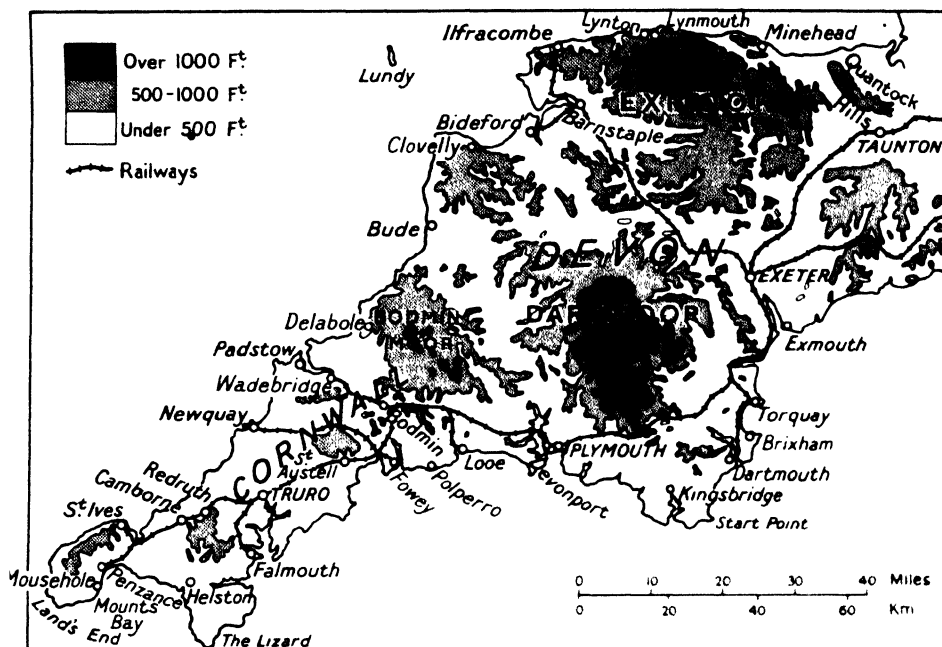 Over 1000 Ft.
500-1000 Ft.
Under 500 Ft.
Railways
Lundy
Ilfracombe
Lynton
Lynmouth
Minehead
Quantock
Hills
EXMOOR
Barnstaple
Bideford
Clovelly
TAUNTON
Bude
DEVON
EXETER
Delabole
BODMIN
MOOR
DARTMOOR
Exmouth
Padstow
Wadebridge
Newquay
CORNWALL
Bodmin
Torquay
Brixham
Dartmouth
PLYMOUTH
Looe
Devonport
Kingsbridge
Start Point
St. Austell
Fowey
Polperro
Redruth
Camborne
TRURO
St. Ives
Falmouth
Mousehole
Penzance
Helston
Mounts
Bay
Land's End
The Lizard
0 10 20 30 40 Miles
0 20 40 60 Km